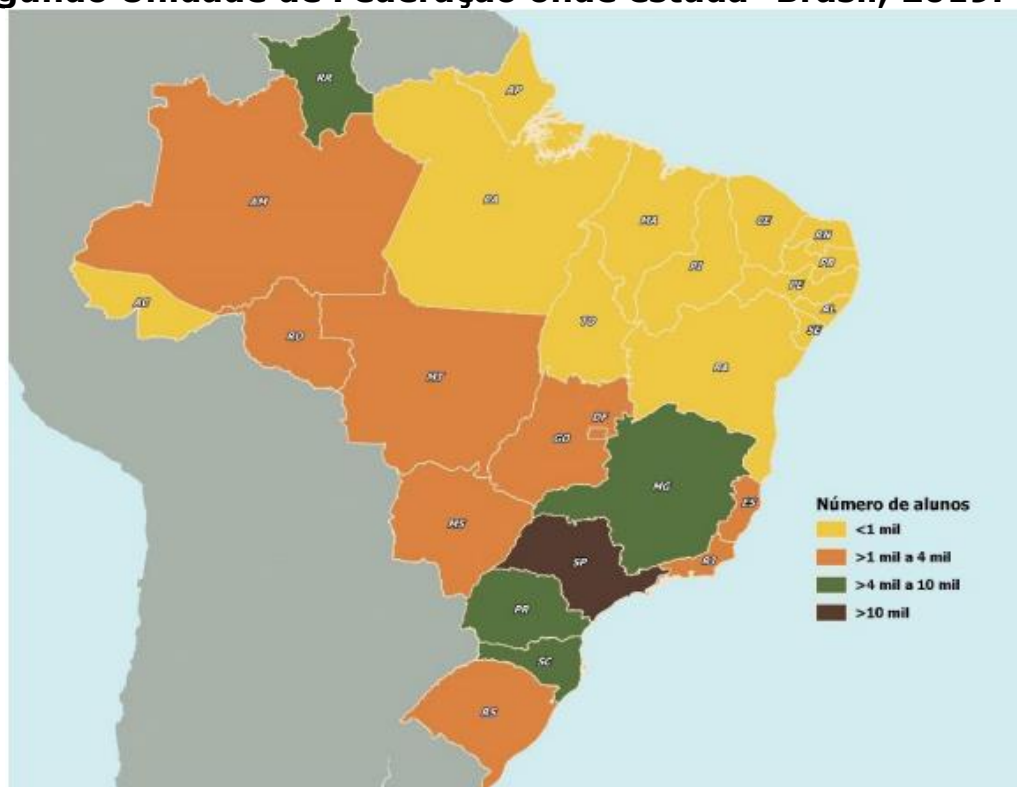 gundo Unidade de Federação onde estuda- Brasil, 2019.
RR
AP
AM
PA
MA
CE
RN
PB
PI
PE
AL
SE
AC
TO
RO
BA
MT
DF
GO
MG
ES
MS
RJ
SP
PR
SC
RS
Número de alunos
<1 mil
>1 mil a 4 mil
>4 mil a 10 mil
>10 mil